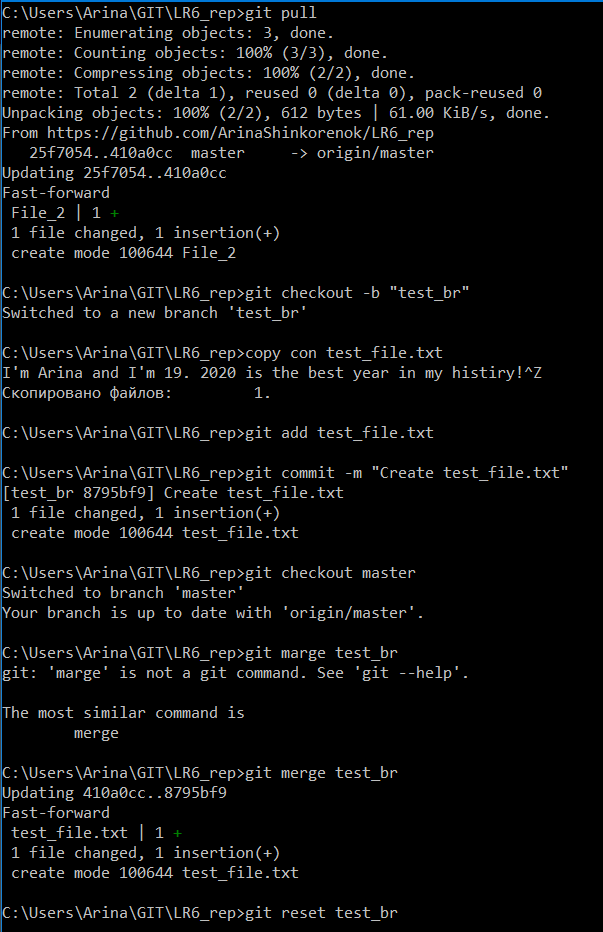 C:\Users\Arina\GIT\LR6_rep>git pull
remote: Enumerating objects: 3, done.
remote: Counting objects: 100% (3/3), done.
remote: Compressing objects: 100% (2/2), done.
remote: Total 2 (delta 1), reused 0 (delta 0), pack-reused 0
Unpacking objects: 100% (2/2), 612 bytes | 61.00 KiB/s, done.
From https://github.com/ArinaShinkorenok/LR6_rep
   25f7054..410a0cc  master     -> origin/master
Updating 25f7054..410a0cc
Fast-forward
 File_2 | 1 +
 1 file changed, 1 insertion(+)
 create mode 100644 File_2
C:\Users\Arina\GIT\LR6_rep>git checkout -b "test_br"
Switched to a new branch 'test_br'
C:\Users\Arina\GIT\LR6_rep>copy con test_file.txt
I'm Arina and I'm 19. 2020 is the best year in my histiry!^Z
Скопировано файлов:         1.
C:\Users\Arina\GIT\LR6_rep>git add test_file.txt
C:\Users\Arina\GIT\LR6_rep>git commit -m "Create test_file.txt"
[test_br 8795bf9] Create test_file.txt
 1 file changed, 1 insertion(+)
 create mode 100644 test_file.txt
C:\Users\Arina\GIT\LR6_rep>git checkout master
Switched to branch 'master'
Your branch is up to date with 'origin/master'.
C:\Users\Arina\GIT\LR6_rep>git marge test_br
git: 'marge' is not a git command. See 'git --help'.
The most similar command is
        merge
C:\Users\Arina\GIT\LR6_rep>git merge test_br
Updating 410a0cc..8795bf9
Fast-forward
 test_file.txt | 1 +
 1 file changed, 1 insertion(+)
 create mode 100644 test_file.txt
C:\Users\Arina\GIT\LR6_rep>git reset test_br